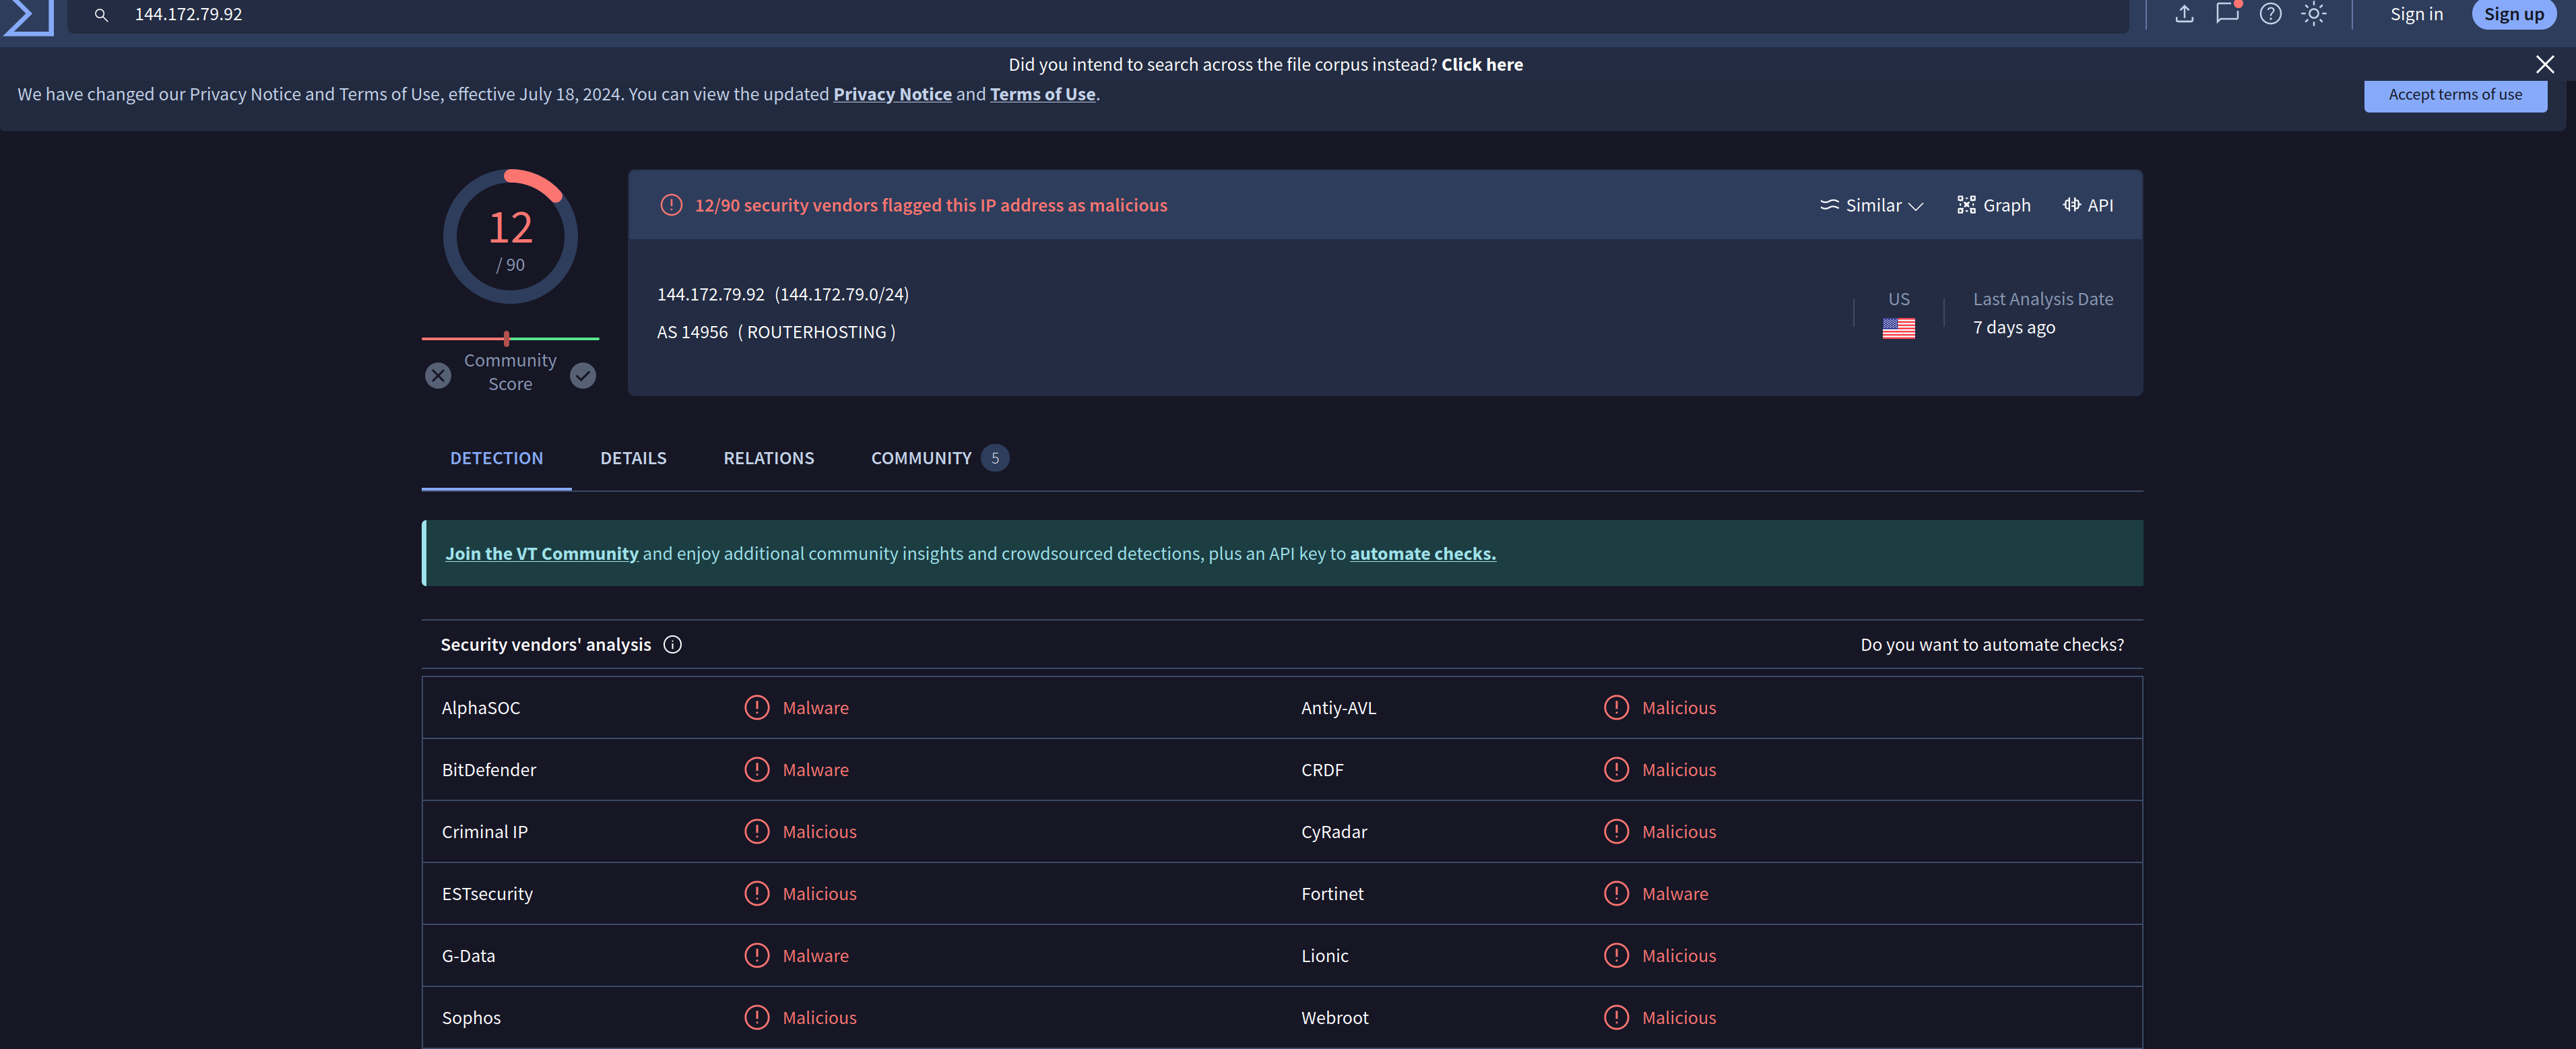 144.172.79.92
Sign in
Sign up
Did you intend to search across the file corpus instead? Click here
We have changed our Privacy Notice and Terms of Use, effective July 18, 2024. You can view the updated Privacy Notice and Terms of Use.
Accept terms of use
12
/ 90
Community
Score
12/90 security vendors flagged this IP address as malicious
Similar
Graph
API
144.172.79.92 (144.172.79.0/24)
AS 14956 ( ROUTERHOSTING )
US
Last Analysis Date
7 days ago
DETECTION
DETAILS
RELATIONS
COMMUNITY 5
Join the VT Community and enjoy additional community insights and crowdsourced detections, plus an API key to automate checks.
Security vendors' analysis
Do you want to automate checks?
AlphaSOC Malware Antiy-AVL Malicious
BitDefender Malware CRDF Malicious
Criminal IP Malicious CyRadar Malicious
ESTsecurity Malicious Fortinet Malware
G-Data Malware Lionic Malicious
Sophos Malicious Webroot Malicious